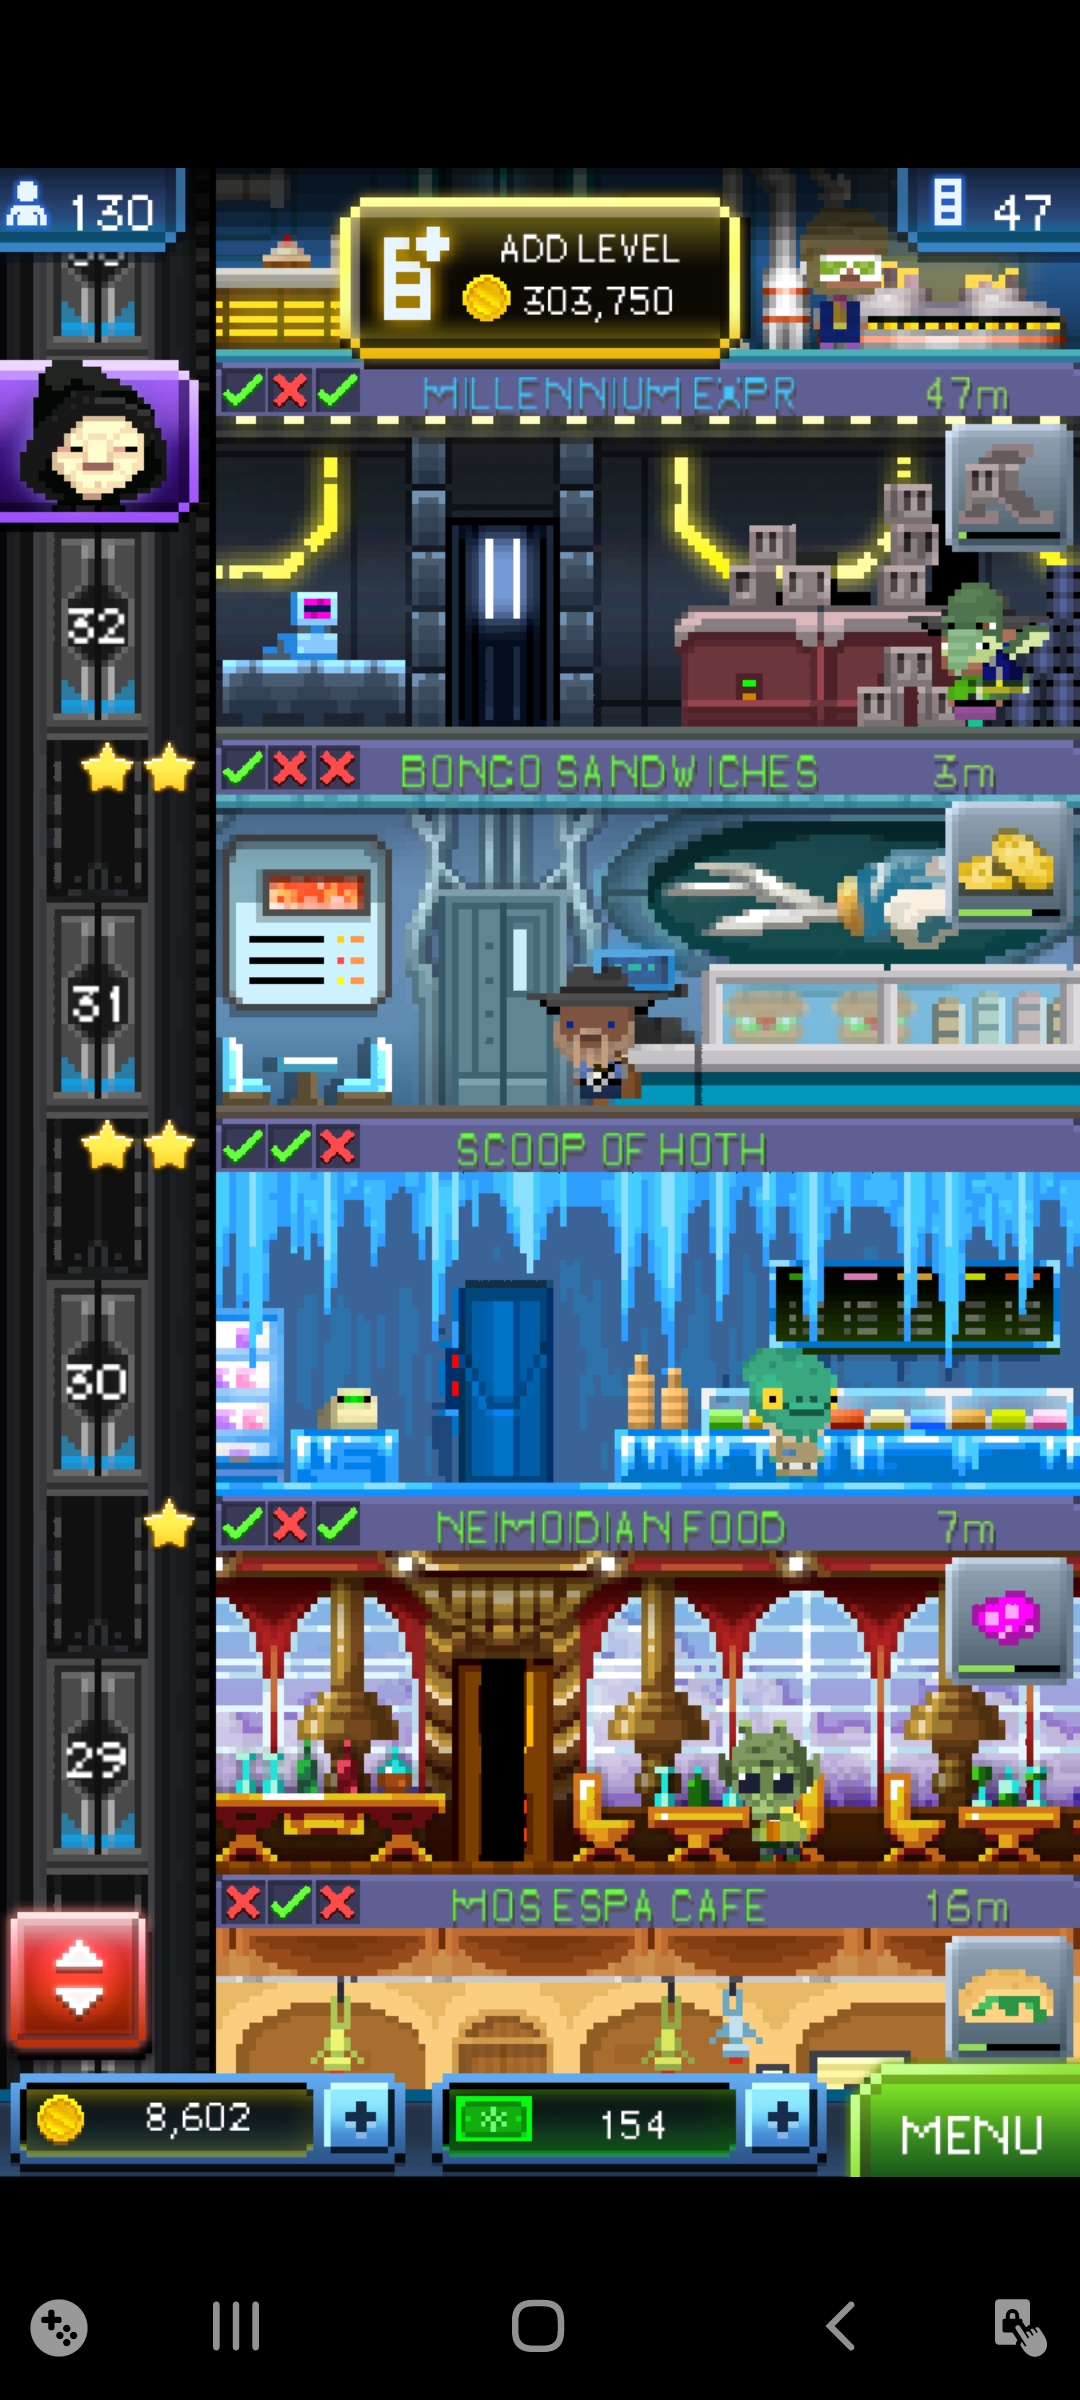 130
47
ADD LEVEL
303,750
MILLENNIUM EXPR 47m
32
BONGO SANDWICHES 3m
31
SCOOP OF HOTH
30
NEIMOIDIAN FOOD 7m
29
MOS ESPA CAFE 16m
8,602
154
MENU